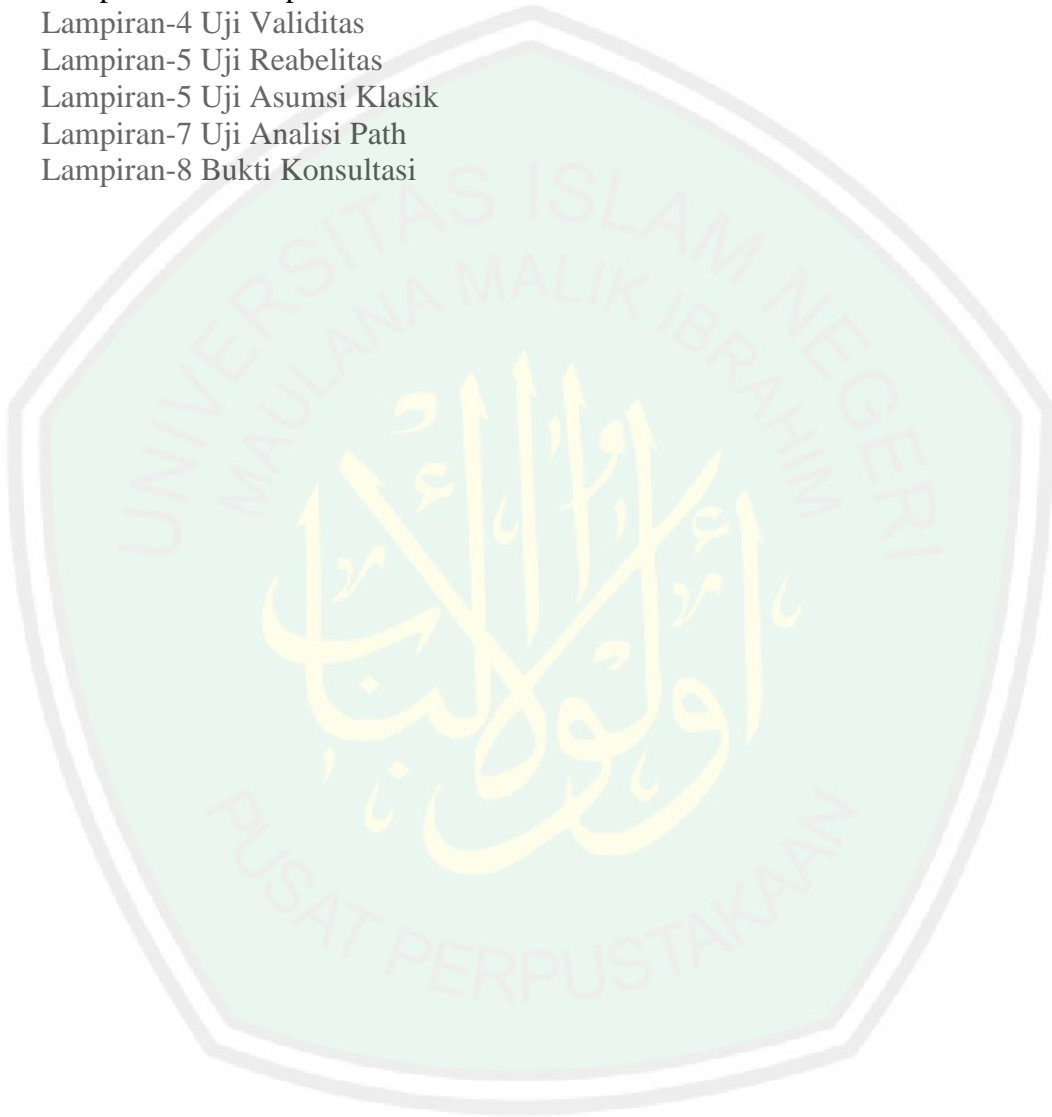 Lampiran-4 Uji Validitas
Lampiran-5 Uji Reabelitas
Lampiran-5 Uji Asumsi Klasik
Lampiran-7 Uji Analisi Path
Lampiran-8 Bukti Konsultasi
UNIVERSITAS ISLAM NEGERI
MAULANA MALIK IBRAHIM
أولوا الألباب
PUSAT PERPUSTAKAAN